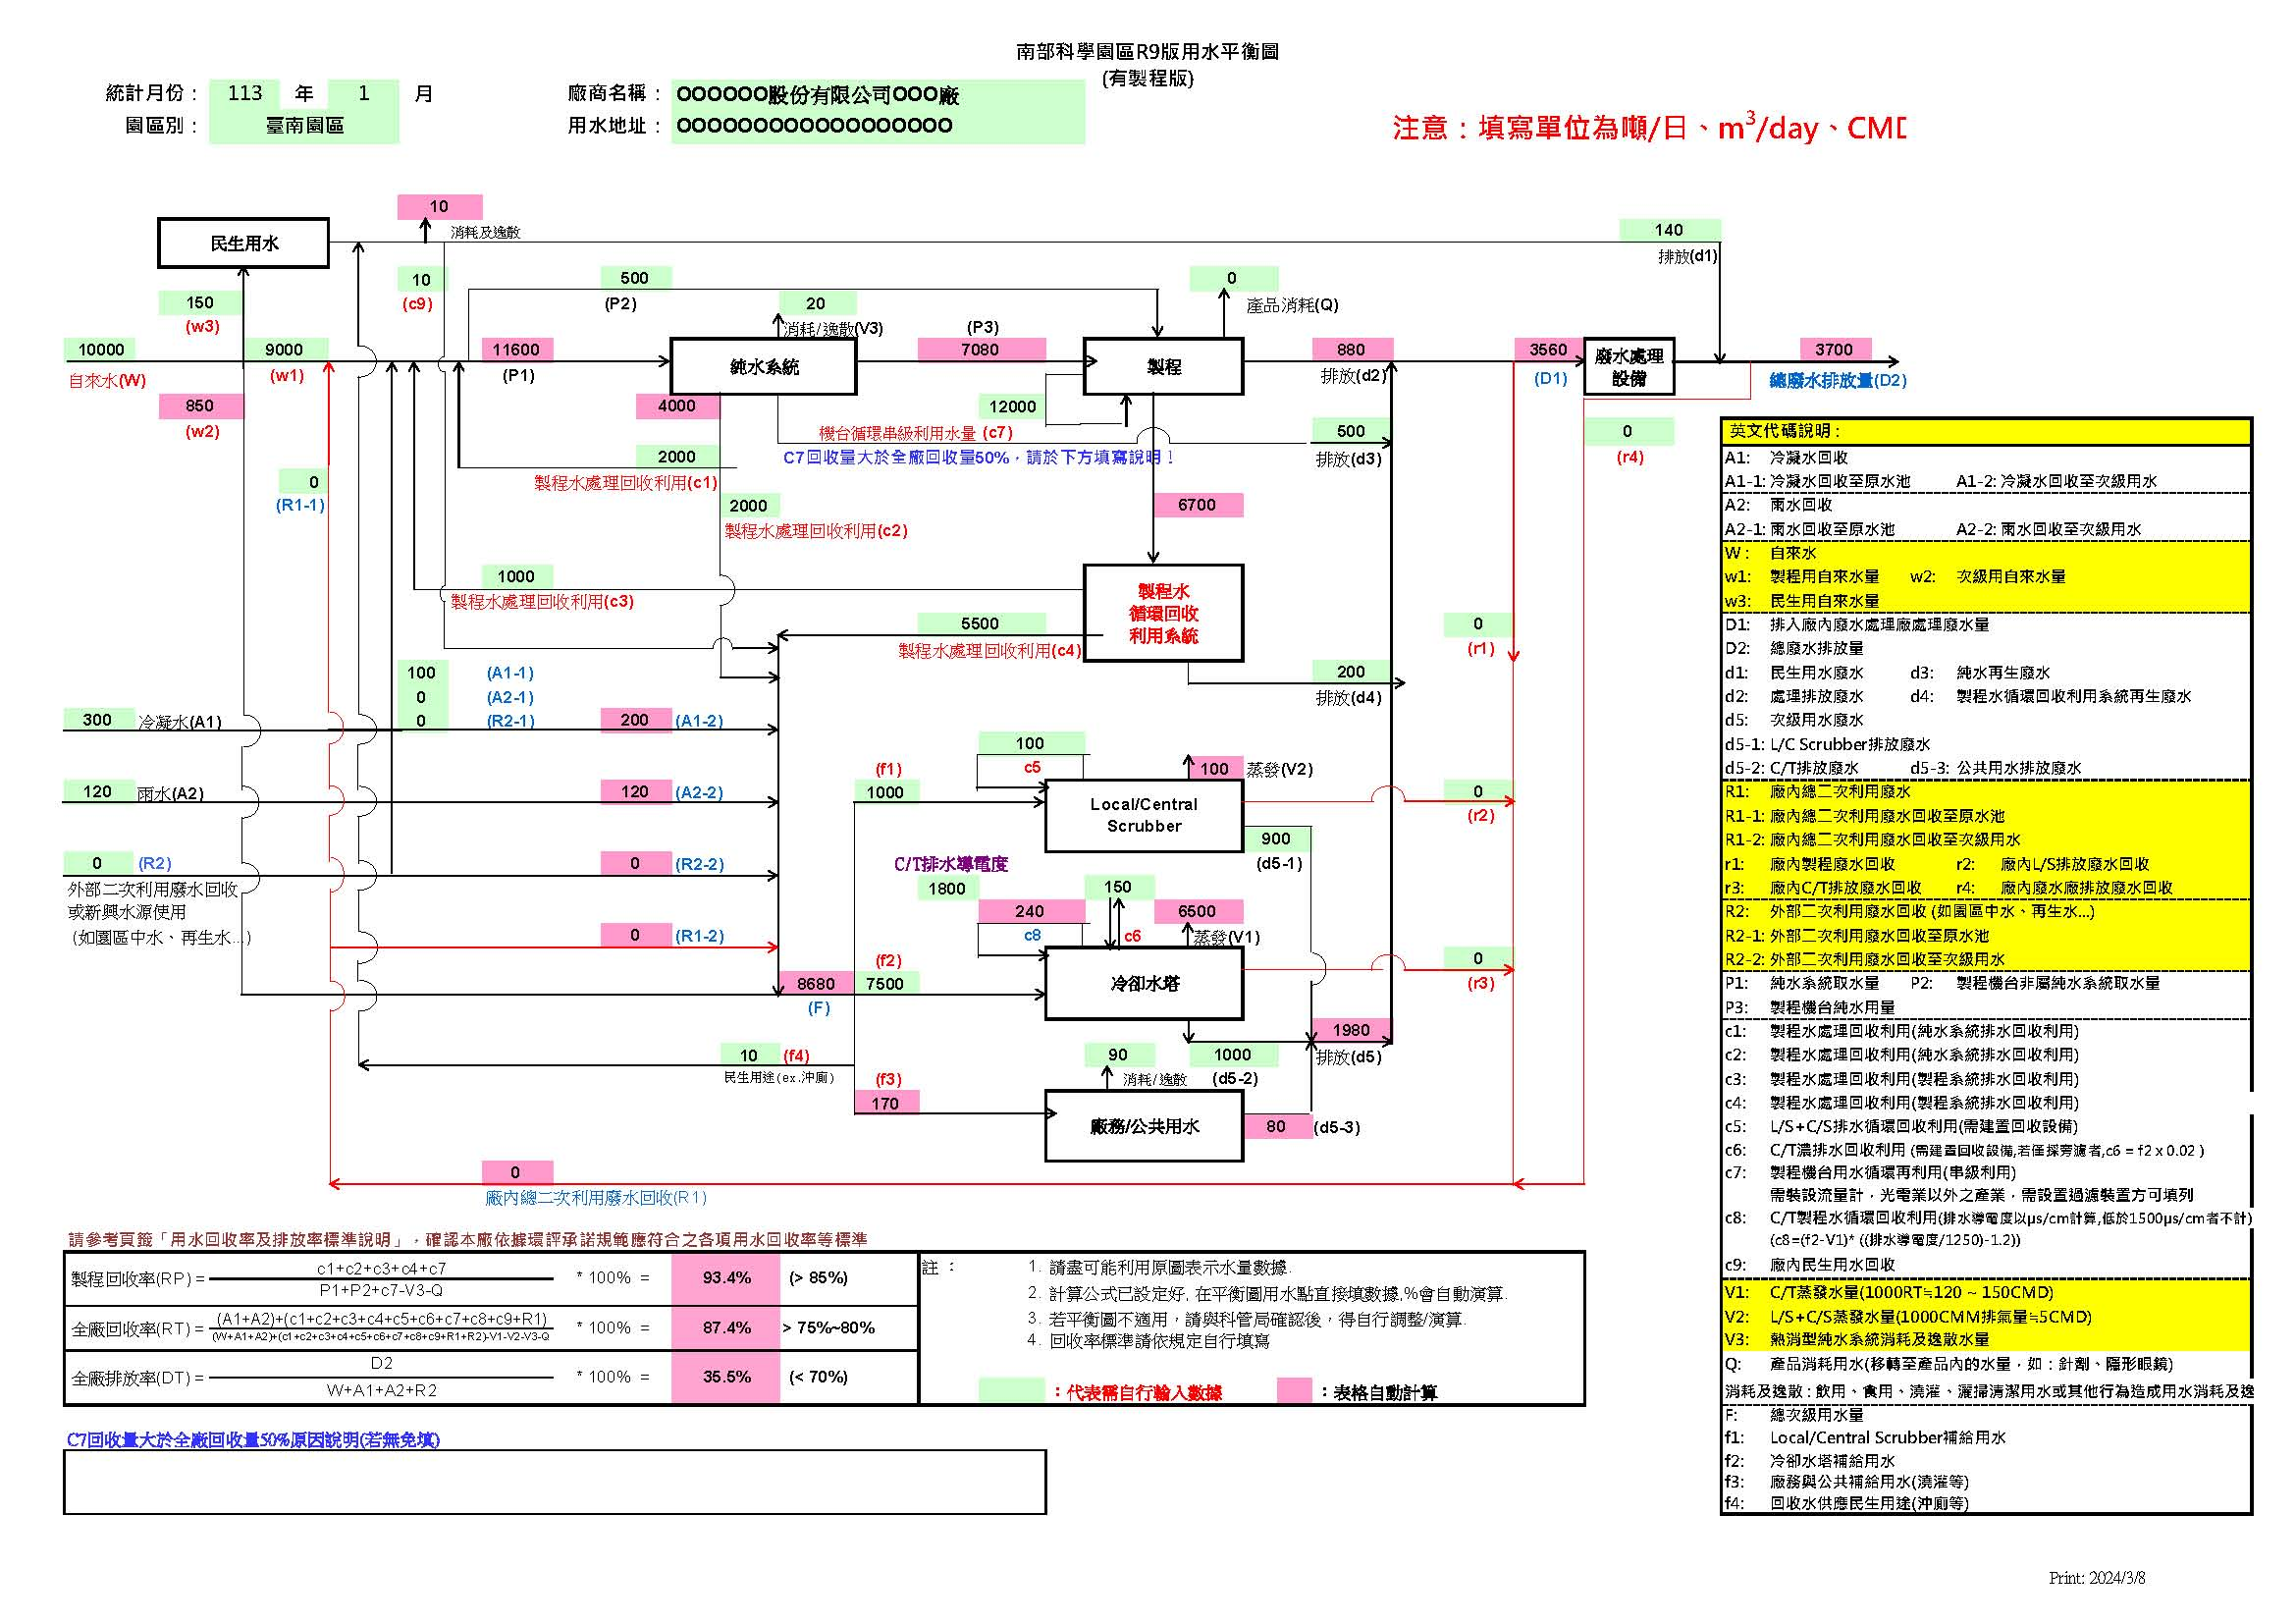 南部科學園區R9版用水平衡圖
(有製程版)
統計月份： 113 年 1 月
廠商名稱： OOOOOO股份有限公司OOO廠
園區別： 臺南園區
用水地址： OOOOOOOOOOOOOOOOOO
注意：填寫單位為噸/日、m³/day、CM
10
民生用水
消耗及逸散
140
排放(d1)
150
(w3)
10
(c9)
500
(P2)
20
消耗/逸散(V3)
0
產品消耗(Q)
(P3)
10000
自來水(W)
9000
(w1)
11600
(P1)
純水系統
7080
製程
880
排放(d2)
3560
(D1)
廢水處理
設備
3700
總廢水排放量(D2)
850
(w2)
4000
12000
機台循環串級利用水量 (c7)
C7回收量大於全廠回收量50%，請於下方填寫說明！
500
排放(d3)
0
(r4)
2000
製程水處理回收利用(c1)
0
(R1-1)
2000
製程水處理回收利用(c2)
6700
1000
製程水處理回收利用(c3)
製程水
循環回收
利用系統
5500
製程水處理回收利用(c4)
0
(r1)
200
排放(d4)
100 (A1-1)
0 (A2-1)
0 (R2-1)
300 冷凝水(A1)
200 (A1-2)
120 雨水(A2)
120 (A2-2)
0 (R2)
外部二次利用廢水回收
或新興水源使用
(如園區中水、再生水...)
0 (R2-2)
0 (R1-2)
100
c5
100 蒸發(V2)
(f1)
1000
Local/Central
Scrubber
0
(r2)
900
(d5-1)
C/T排水導電度
1800
240
c8
150
c6
6500
蒸發(V1)
(f2)
8680
(F)
7500
冷卻水塔
0
(r3)
1980
排放(d5)
10 (f4)
民生用途(ex.沖廁)
90
消耗/逸散
1000
(d5-2)
(f3)
170
廠務/公共用水
80 (d5-3)
0
廠內總二次利用廢水回收(R1)
英文代碼說明：
A1: 冷凝水回收
A1-1: 冷凝水回收至原水池 A1-2: 冷凝水回收至次級用水
A2: 雨水回收
A2-1: 雨水回收至原水池 A2-2: 雨水回收至次級用水
W : 自來水
w1: 製程用自來水量 w2: 次級用自來水量
w3: 民生用自來水量
D1: 排入廠內廢水處理廠處理廢水量
D2: 總廢水排放量
d1: 民生用水廢水 d3: 純水再生廢水
d2: 處理排放廢水 d4: 製程水循環回收利用系統再生廢水
d5: 次級用水廢水
d5-1: L/C Scrubber排放廢水
d5-2: C/T排放廢水 d5-3: 公共用水排放廢水
R1: 廠內總二次利用廢水
R1-1: 廠內總二次利用廢水回收至原水池
R1-2: 廠內總二次利用廢水回收至次級用水
r1: 廠內製程廢水回收 r2: 廠內L/S排放廢水回收
r3: 廠內C/T排放廢水回收 r4: 廠內廢水廠排放廢水回收
R2: 外部二次利用廢水回收 (如園區中水、再生水...)
R2-1: 外部二次利用廢水回收至原水池
R2-2: 外部二次利用廢水回收至次級用水
P1: 純水系統取水量 P2: 製程機台非屬純水系統取水量
P3: 製程機台純水用量
c1: 製程水處理回收利用(純水系統排水回收利用)
c2: 製程水處理回收利用(純水系統排水回收利用)
c3: 製程水處理回收利用(製程系統排水回收利用)
c4: 製程水處理回收利用(製程系統排水回收利用)
c5: L/S+C/S排水循環回收利用(需建置回收設備)
c6: C/T濃排水回收利用 (需建置回收設備,若僅採旁濾者,c6 = f2 x 0.02 )
c7: 製程機台用水循環再利用(串級利用)
需裝設流量計，光電業以外之產業，需設置過濾裝置方可填列
c8: C/T製程水循環回收利用(排水導電度以μs/cm計算,低於1500μs/cm者不計)
(c8=(f2-V1)* ((排水導電度/1250)-1.2))
c9: 廠內民生用水回收
V1: C/T蒸發水量(1000RT≒120 ~ 150CMD)
V2: L/S+C/S蒸發水量(1000CMM排氣量≒5CMD)
V3: 熱消型純水系統消耗及逸散水量
Q: 產品消耗用水(移轉至產品內的水量，如：針劑、隱形眼鏡)
消耗及逸散 : 飲用、食用、澆灌、灑掃清潔用水或其他行為造成用水消耗及逸
F: 總次級用水量
f1: Local/Central Scrubber補給用水
f2: 冷卻水塔補給用水
f3: 廠務與公共補給用水(澆灌等)
f4: 回收水供應民生用途(沖廁等)
請參考頁籤「用水回收率及排放率標準說明」，確認本廠依據環評承諾規範應符合之各項用水回收率等標準
製程回收率(RP) = c1+c2+c3+c4+c7 / P1+P2+c7-V3-Q * 100% = 93.4% (> 85%)
全廠回收率(RT) = (A1+A2)+(c1+c2+c3+c4+c5+c6+c7+c8+c9+R1) / (W+A1+A2)+(c1+c2+c3+c4+c5+c6+c7+c8+c9+R1+R2)-V1-V2-V3-Q * 100% = 87.4% > 75%~80%
全廠排放率(DT) = D2 / W+A1+A2+R2 * 100% = 35.5% (< 70%)
註 ： 1. 請盡可能利用原圖表示水量數據.
2. 計算公式已設定好, 在平衡圖用水點直接填數據,%會自動演算.
3. 若平衡圖不適用，請與科管局確認後，得自行調整/演算.
4. 回收率標準請依規定自行填寫
：代表需自行輸入數據 ：表格自動計算
C7回收量大於全廠回收量50%原因說明(若無免填)
Print: 2024/3/8